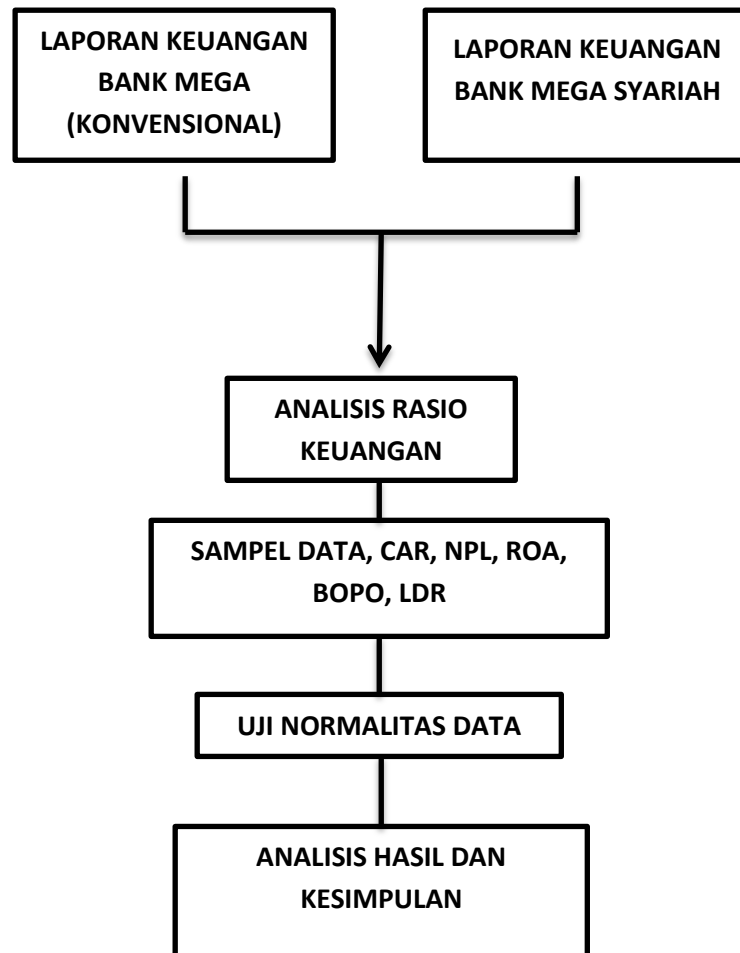 LAPORAN KEUANGAN
BANK MEGA
(KONVENSIONAL)
LAPORAN KEUANGAN
BANK MEGA SYARIAH
ANALISIS RASIO
KEUANGAN
SAMPEL DATA, CAR, NPL, ROA,
BOPO, LDR
UJI NORMALITAS DATA
ANALISIS HASIL DAN
KESIMPULAN